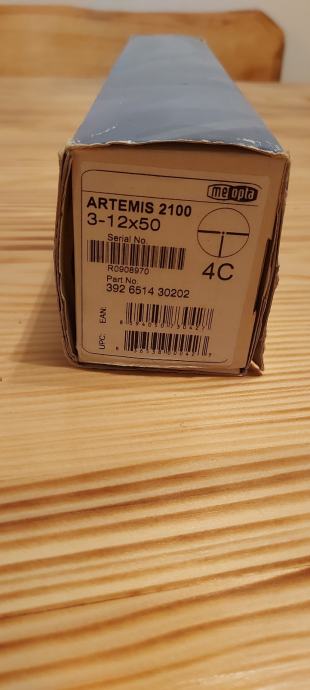 meopta
ARTEMIS 2100
3-12x50
Serial No.
R0908970
4C
Part No.
392 6514 30202
EAN:
UPC: